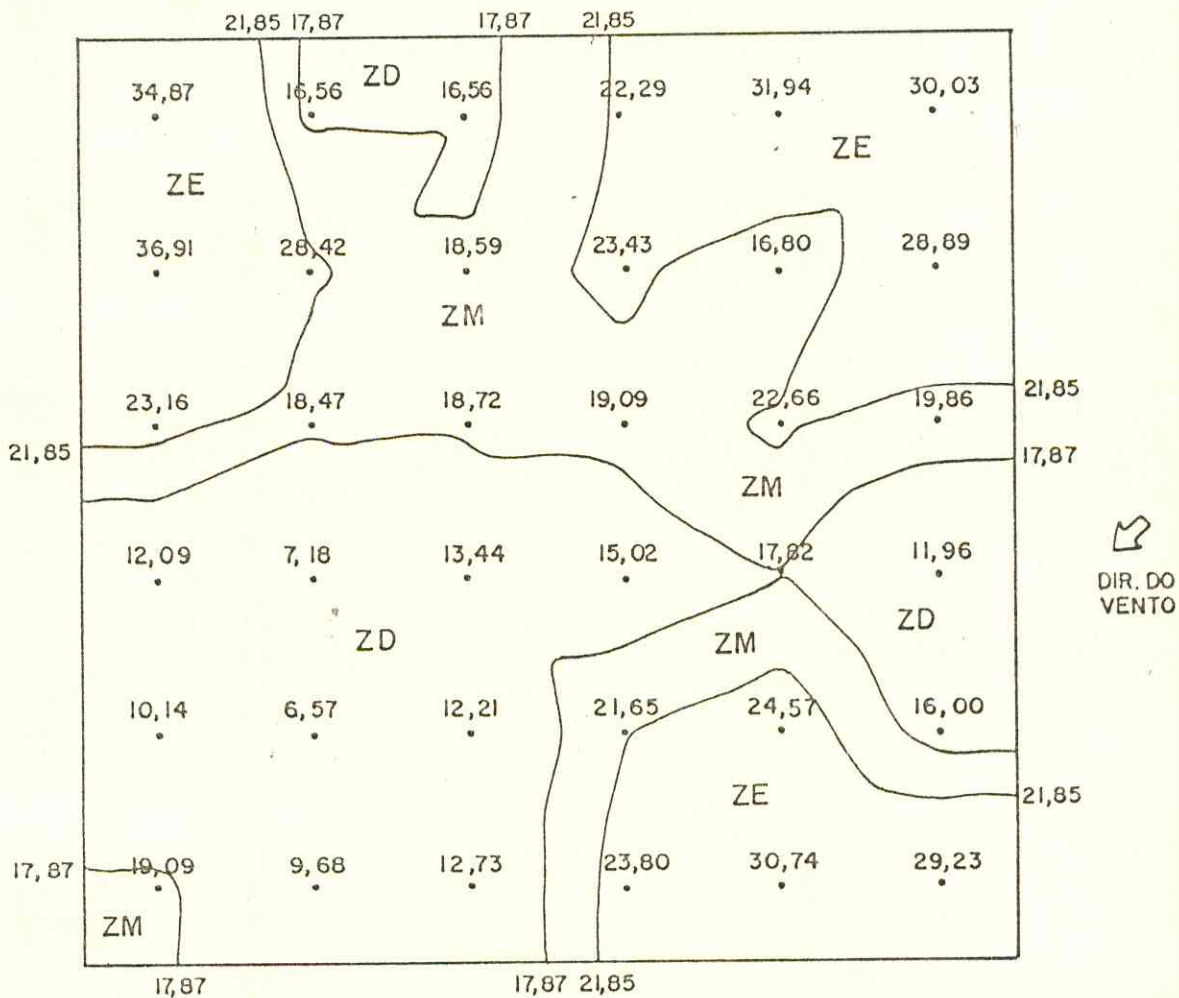 21,85 17,87 17,87 21,85
ZD
34,87 16,56 16,56 22,29 31,94 30,03
ZE ZE
36,91 28,42 18,59 23,43 16,80 28,89
ZM
21,85
23,16 18,47 18,72 19,09 22,66 19,86
21,85 17,87
ZM
12,09 7,18 13,44 15,02 17,82 11,96
DIR. DO
VENTO
ZD ZM ZD
10,14 6,57 12,21 21,65 24,57 16,00
ZE 21,85
17,87 19,09 9,68 12,73 23,80 30,74 29,23
ZM
17,87 17,87 21,85